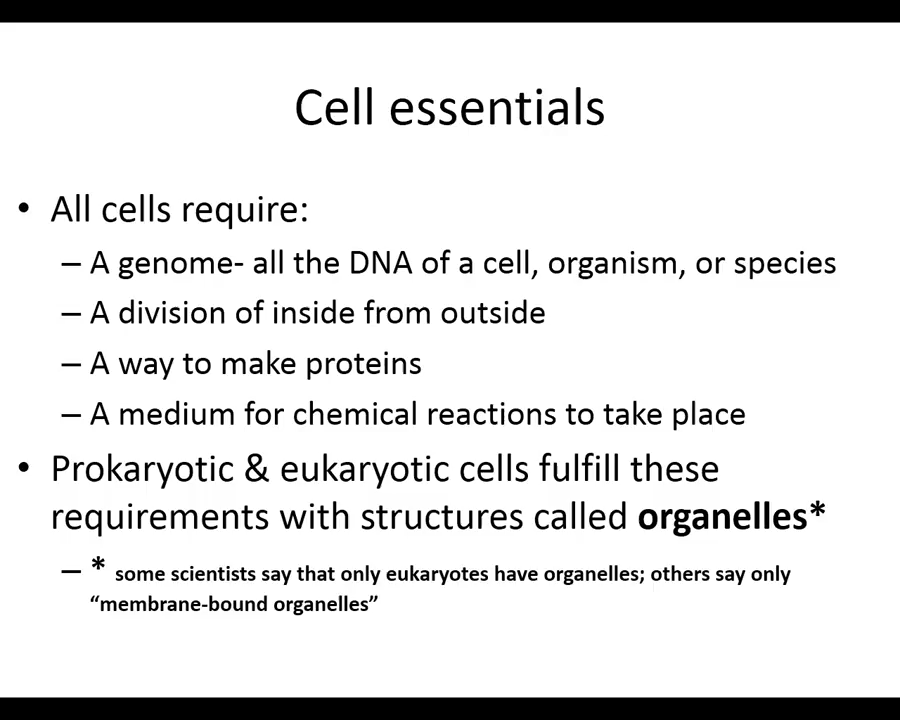 Cell essentials
• All cells require:
– A genome- all the DNA of a cell, organism, or species
– A division of inside from outside
– A way to make proteins
– A medium for chemical reactions to take place
• Prokaryotic & eukaryotic cells fulfill these
requirements with structures called organelles*
– * some scientists say that only eukaryotes have organelles; others say only
“membrane-bound organelles”